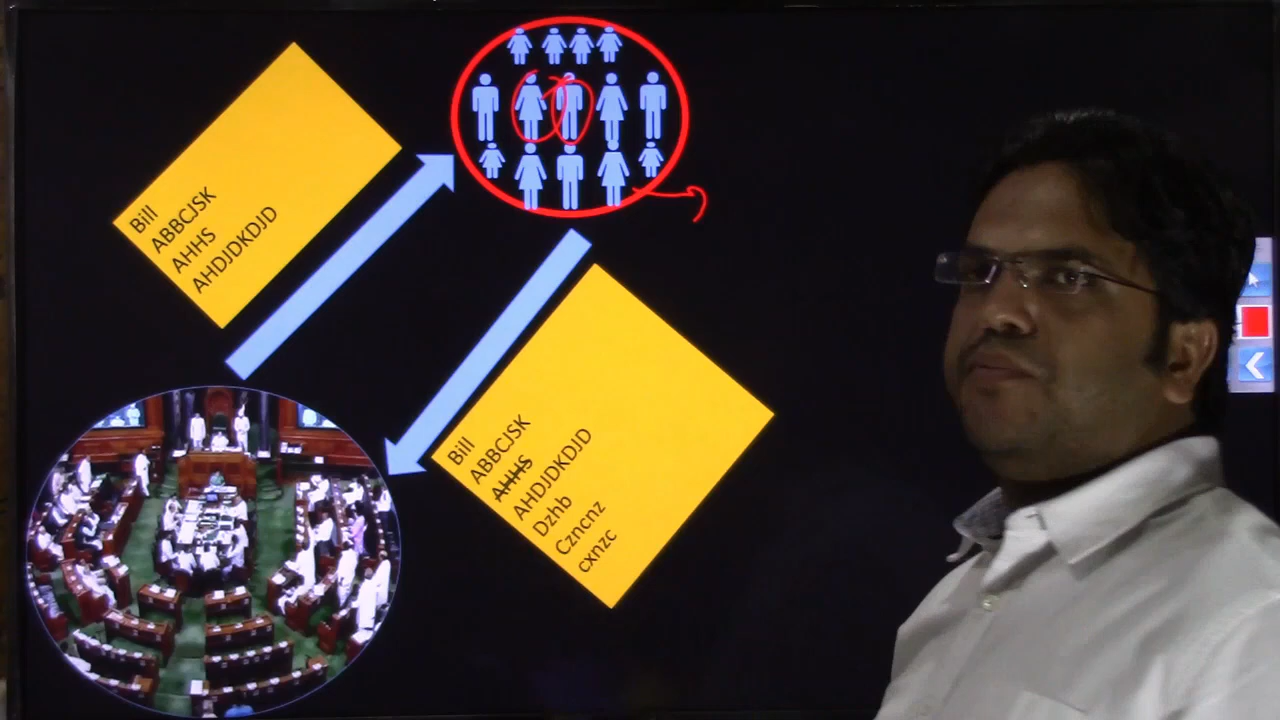 Bill
ABBCJSK
AHHS
AHDJDKDJD
Bill
ABBCJSK
AHHS
AHDJDKDJD
Dzhb
Czncnz
cxnzc